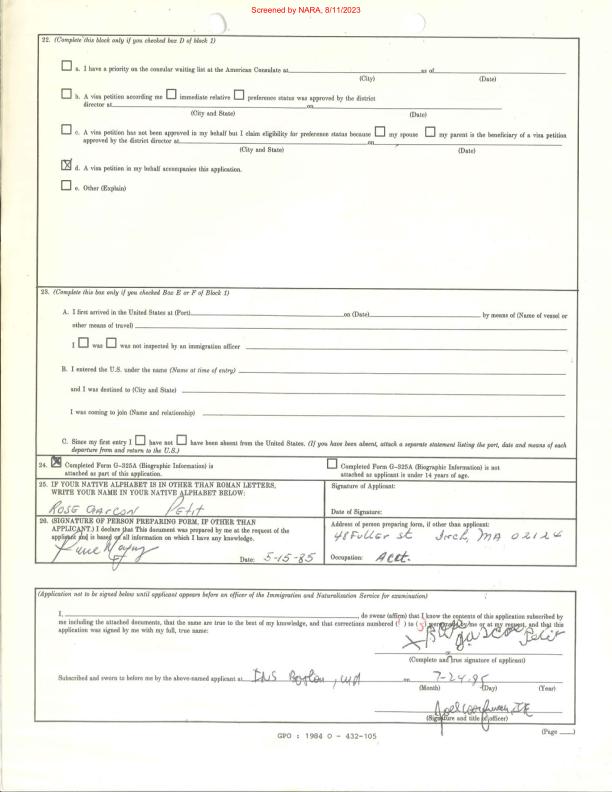 Screened by NARA, 8/11/2023
22. (Complete this block only if you checked box D of block 1)
a. I have a priority on the consular waiting list at the American Consulate at as of
(City) (Date)
b. A visa petition according me immediate relative preference status was approved by the district
director at on
(City and State) (Date)
c. A visa petition has not been approved in my behalf but I claim eligibility for preference status because my spouse my parent is the beneficiary of a visa petition
approved by the district director at on
(City and State) (Date)
d. A visa petition in my behalf accompanies this application.
e. Other (Explain)
23. (Complete this box only if you checked Box E or F of Block 1)
A. I first arrived in the United States at (Port) on (Date) by means of (Name of vessel or
other means of travel)
I was was not inspected by an immigration officer
B. I entered the U.S. under the name (Name at time of entry)
and I was destined to (City and State)
I was coming to join (Name and relationship)
C. Since my first entry I have not have been absent from the United States. (If you have been absent, attach a separate statement listing the port, date and means of each
departure from and return to the U.S.)
24. Completed Form G-325A (Biographic Information) is
attached as part of this application.
Completed Form G-325A (Biographic Information) is not
attached as applicant is under 14 years of age.
25. IF YOUR NATIVE ALPHABET IS IN OTHER THAN ROMAN LETTERS,
WRITE YOUR NAME IN YOUR NATIVE ALPHABET BELOW:
ROSE GARCON PETIT
Signature of Applicant:
Date of Signature:
26. (SIGNATURE OF PERSON PREPARING FORM, IF OTHER THAN
APPLICANT.) I declare that This document was prepared by me at the request of the
applicant and is based on all information on which I have any knowledge.
Date: 5-15-85
Address of person preparing form, if other than applicant:
48 Fuller st Dorch, MA 02124
Occupation: Acct.
(Application not to be signed below until applicant appears before an officer of the Immigration and Naturalization Service for examination)
I, do swear (affirm) that I know the contents of this application subscribed by
me including the attached documents, that the same are true to the best of my knowledge, and that corrections numbered ( ) to ( ) were made by me or at my request, and that this
application was signed by me with my full, true name:
X Rose Garcon Petit
(Complete and true signature of applicant)
Subscribed and sworn to before me by the above-named applicant at INS Boston, MA on 7-24-85
(Month) (Day) (Year)
(Signature and title of officer)
GPO : 1984 O - 432-105
(Page )